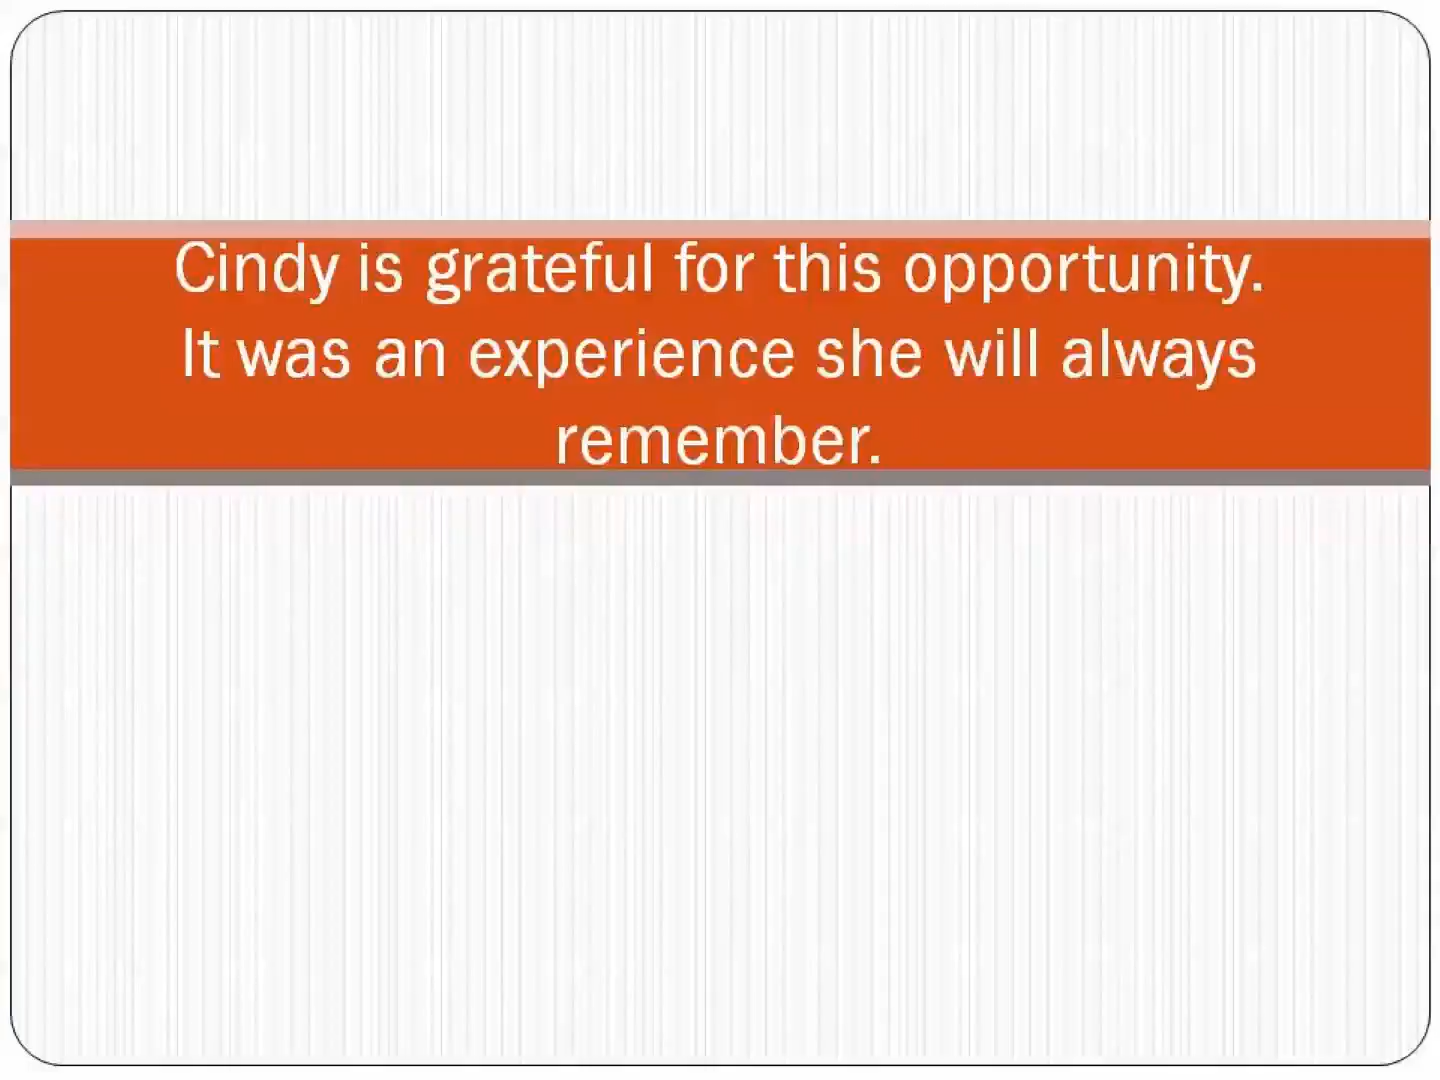 Cindy is grateful for this opportunity.
It was an experience she will always
remember.